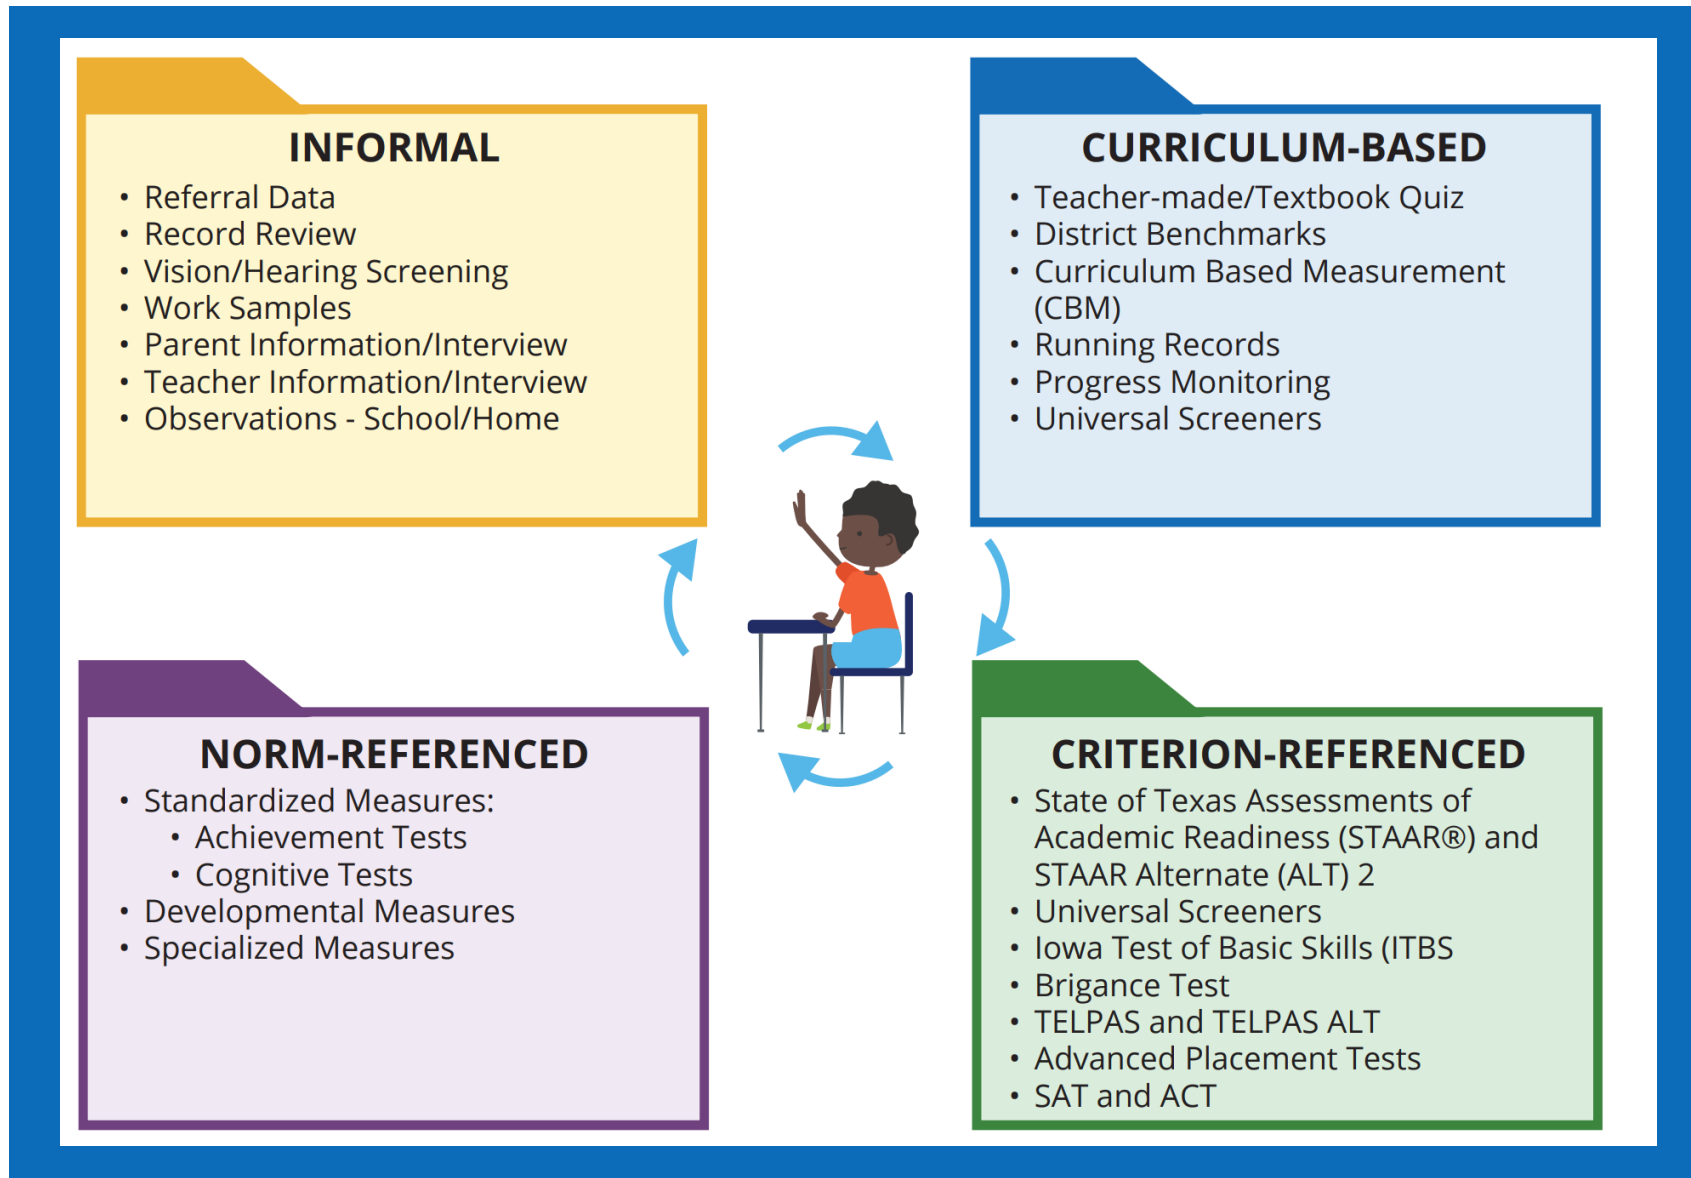 INFORMAL
• Referral Data
• Record Review
• Vision/Hearing Screening
• Work Samples
• Parent Information/Interview
• Teacher Information/Interview
• Observations - School/Home
CURRICULUM-BASED
• Teacher-made/Textbook Quiz
• District Benchmarks
• Curriculum Based Measurement
(CBM)
• Running Records
• Progress Monitoring
• Universal Screeners
NORM-REFERENCED
• Standardized Measures:
• Achievement Tests
• Cognitive Tests
• Developmental Measures
• Specialized Measures
CRITERION-REFERENCED
• State of Texas Assessments of
Academic Readiness (STAAR®) and
STAAR Alternate (ALT) 2
• Universal Screeners
• Iowa Test of Basic Skills (ITBS
• Brigance Test
• TELPAS and TELPAS ALT
• Advanced Placement Tests
• SAT and ACT